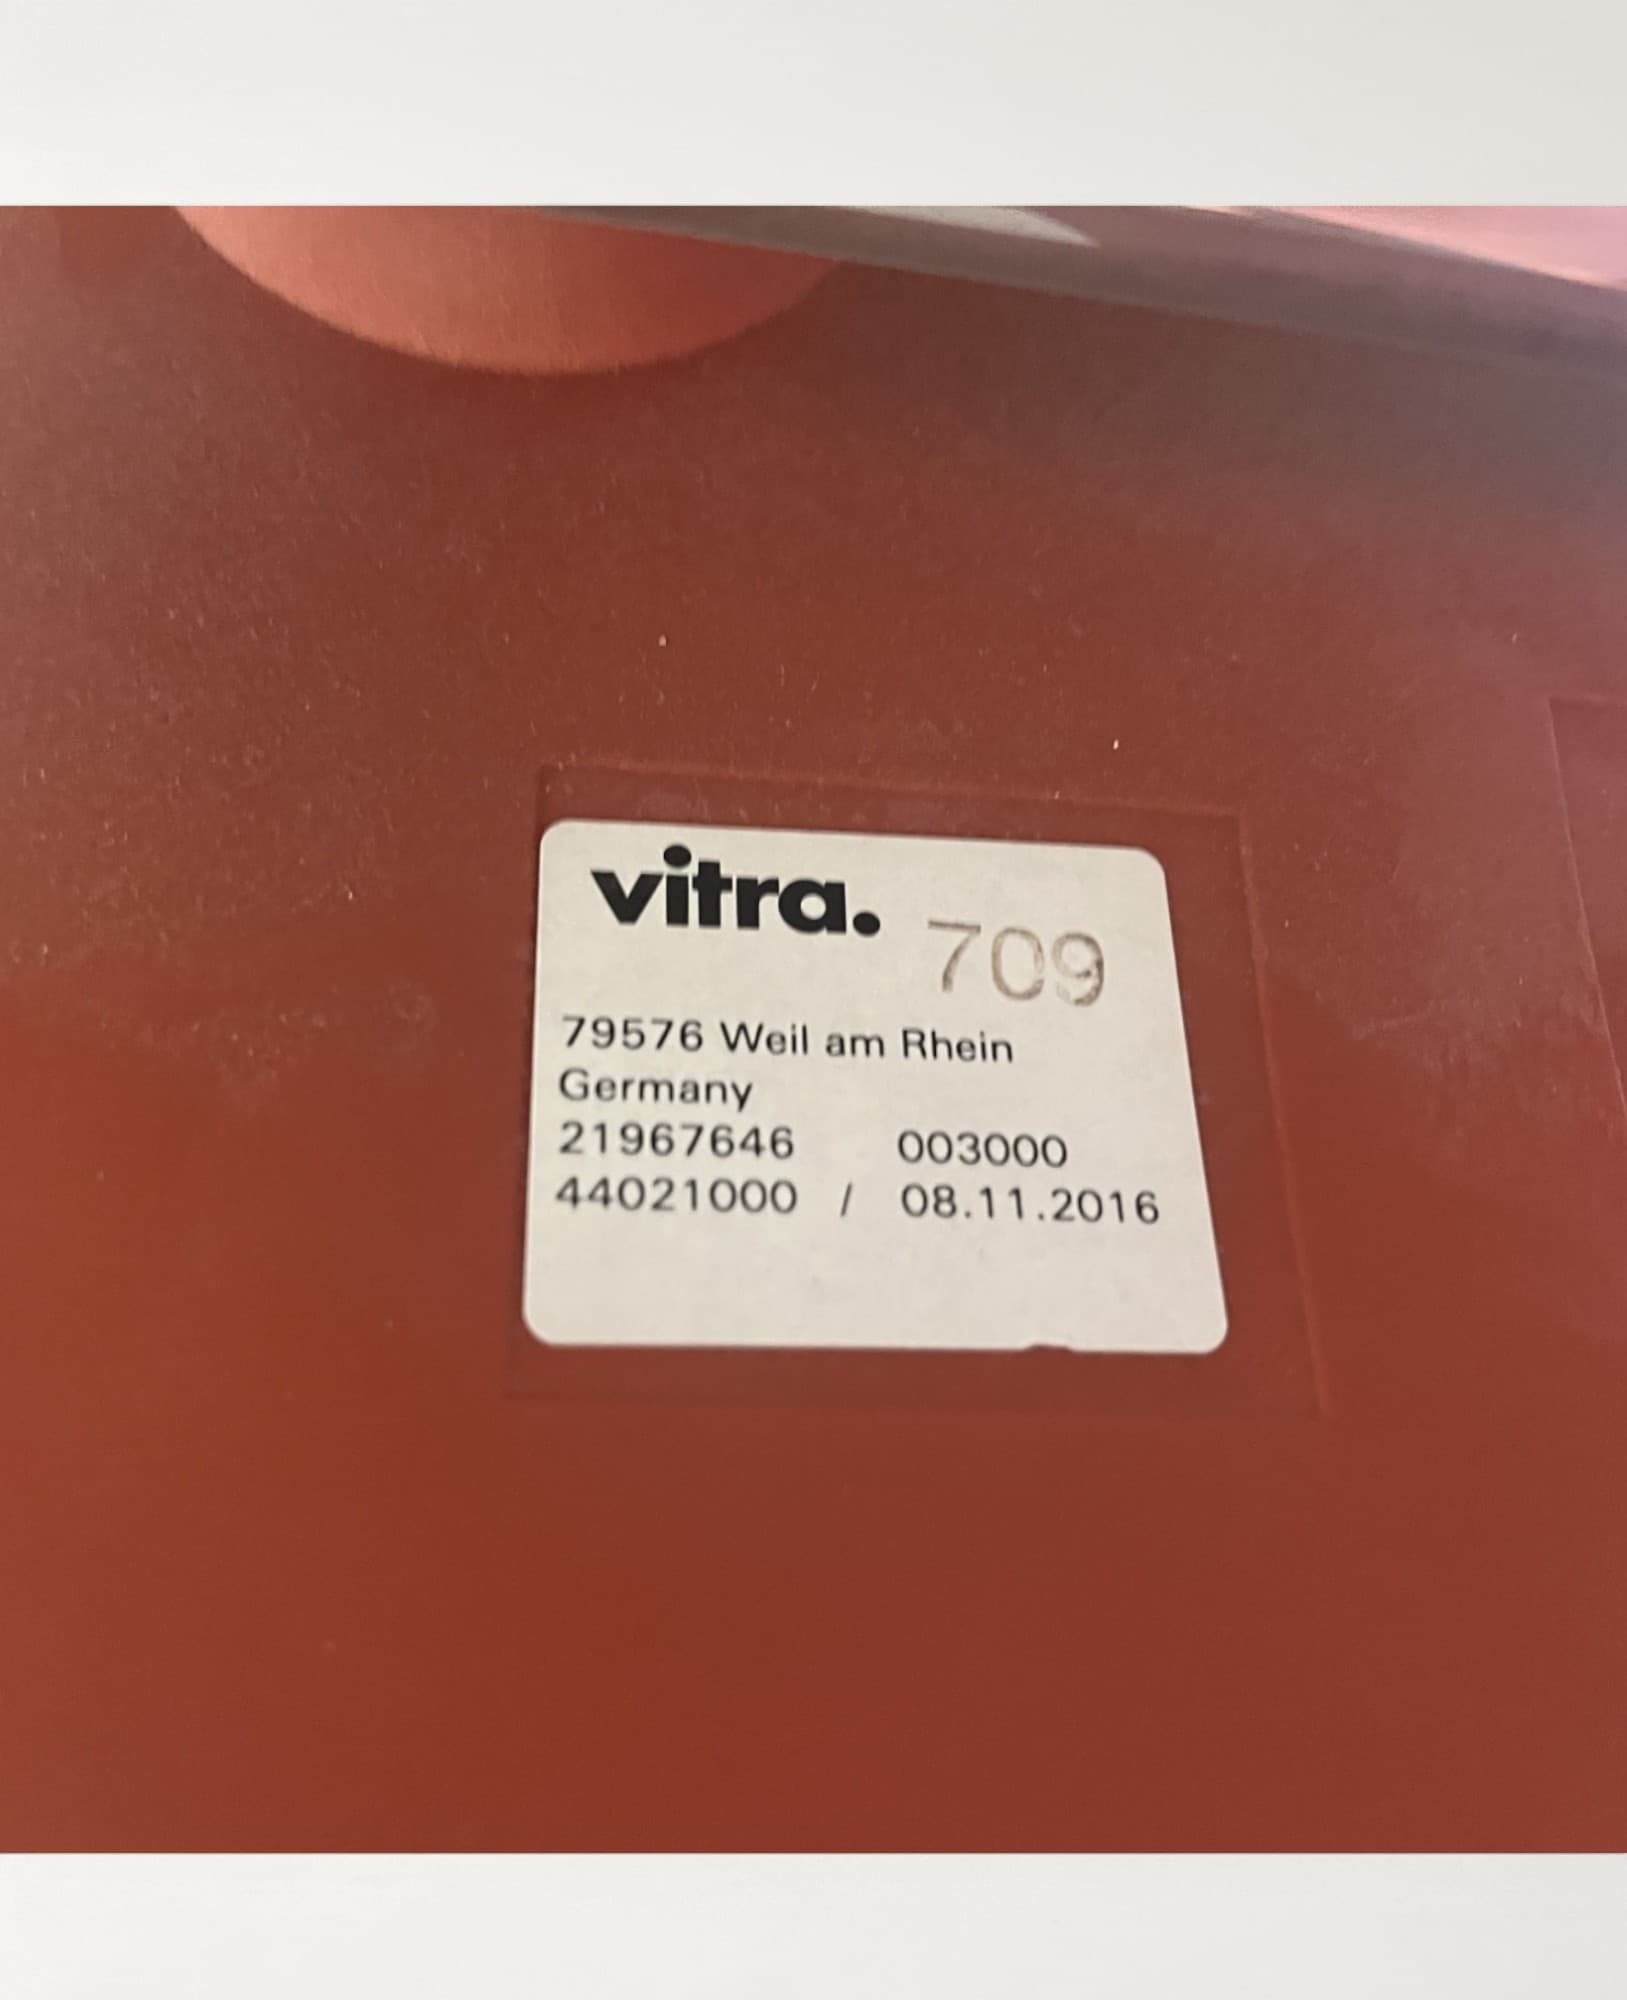 vitra. 709
79576 Weil am Rhein
Germany
21967646 003000
44021000 / 08.11.2016